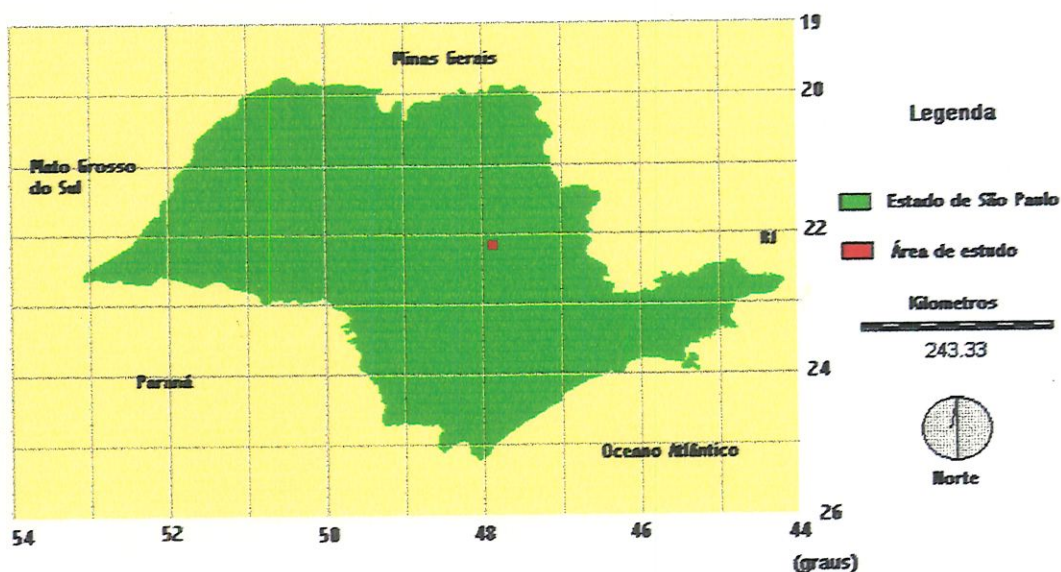 19
Minas Gerais
20
Legenda
Mato Grosso
do Sul
Estado de São Paulo
22
RJ
Área de estudo
Kilometros
243.33
24
Paraná
Oceano Atlântico
Norte
26
54
52
50
48
46
44
(graus)